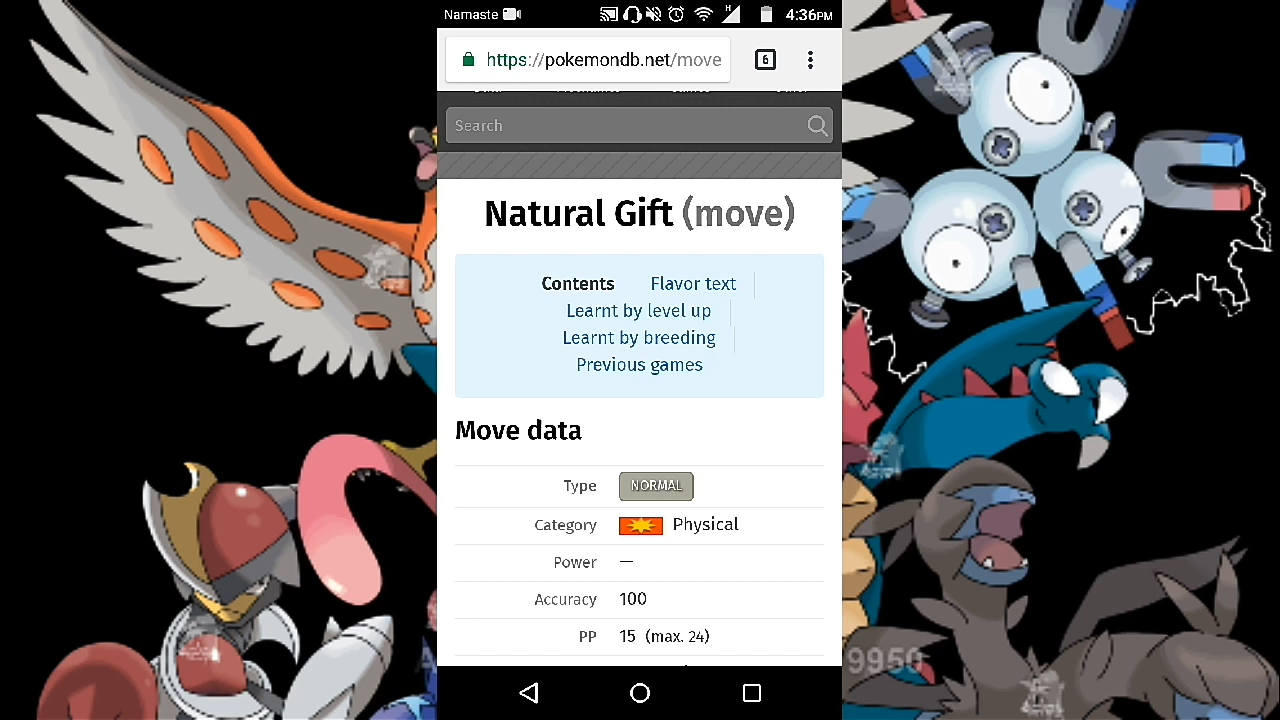 Namaste
H
4:36PM
https://pokemondb.net/move
6
Search
Natural Gift (move)
Contents Flavor text
Learnt by level up
Learnt by breeding
Previous games
Move data
Type NORMAL
Category Physical
Power —
Accuracy 100
PP 15 (max. 24)
9950